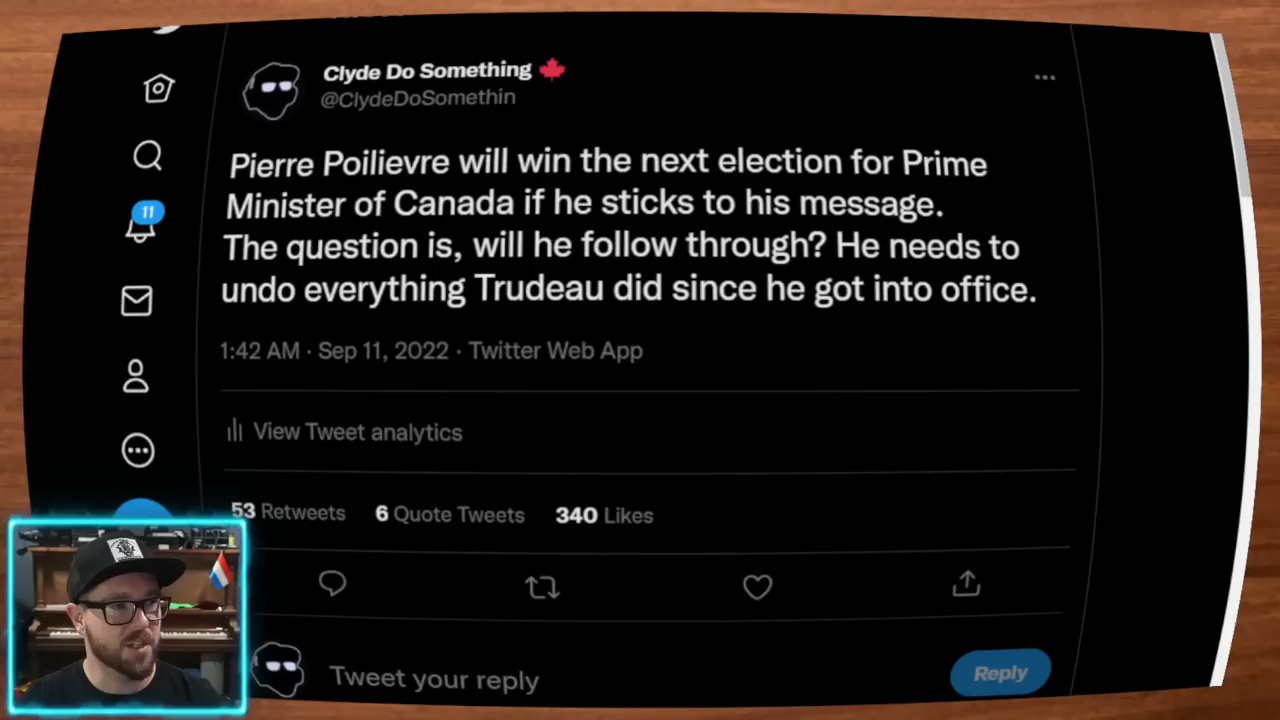 Clyde Do Something 🍁
@ClydeDoSomethin
Pierre Poilievre will win the next election for Prime
Minister of Canada if he sticks to his message.
The question is, will he follow through? He needs to
undo everything Trudeau did since he got into office.
1:42 AM · Sep 11, 2022 · Twitter Web App
11
View Tweet analytics
53 Retweets 6 Quote Tweets 340 Likes
Tweet your reply
Reply